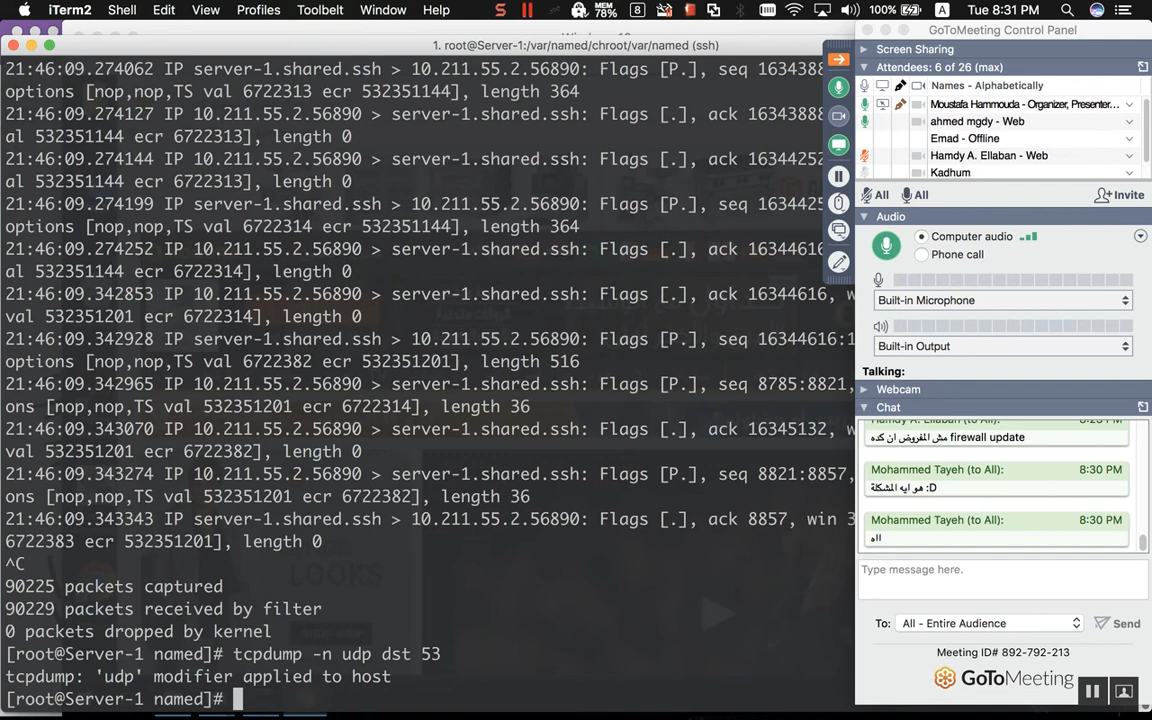 iTerm2 Shell Edit View Profiles Toolbelt Window Help MEM 78% 8 100% A Tue 8:31 PM
1. root@Server-1:/var/named/chroot/var/named (ssh)
21:46:09.274062 IP server-1.shared.ssh > 10.211.55.2.56890: Flags [P.], seq 1634388
options [nop,nop,TS val 6722313 ecr 532351144], length 364
21:46:09.274127 IP 10.211.55.2.56890 > server-1.shared.ssh: Flags [.], ack 1634388
al 532351144 ecr 6722313], length 0
21:46:09.274144 IP 10.211.55.2.56890 > server-1.shared.ssh: Flags [.], ack 16344252
al 532351144 ecr 6722313], length 0
21:46:09.274199 IP server-1.shared.ssh > 10.211.55.2.56890: Flags [P.], seq 1634425
options [nop,nop,TS val 6722314 ecr 532351144], length 364
21:46:09.274252 IP 10.211.55.2.56890 > server-1.shared.ssh: Flags [.], ack 16344616
al 532351144 ecr 6722314], length 0
21:46:09.342853 IP 10.211.55.2.56890 > server-1.shared.ssh: Flags [.], ack 16344616, w
val 532351201 ecr 6722314], length 0
21:46:09.342928 IP server-1.shared.ssh > 10.211.55.2.56890: Flags [P.], seq 16344616:1
options [nop,nop,TS val 6722382 ecr 532351201], length 516
21:46:09.342965 IP 10.211.55.2.56890 > server-1.shared.ssh: Flags [P.], seq 8785:8821,
ons [nop,nop,TS val 532351201 ecr 6722314], length 36
21:46:09.343070 IP 10.211.55.2.56890 > server-1.shared.ssh: Flags [.], ack 16345132, w
val 532351201 ecr 6722382], length 0
21:46:09.343274 IP 10.211.55.2.56890 > server-1.shared.ssh: Flags [P.], seq 8821:8857,
ons [nop,nop,TS val 532351201 ecr 6722382], length 36
21:46:09.343343 IP server-1.shared.ssh > 10.211.55.2.56890: Flags [.], ack 8857, win 3
6722383 ecr 532351201], length 0
^C
90225 packets captured
90229 packets received by filter
0 packets dropped by kernel
[root@Server-1 named]# tcpdump -n udp dst 53
tcpdump: 'udp' modifier applied to host
[root@Server-1 named]#
LOOKS
GoToMeeting Control Panel
Screen Sharing
Attendees: 6 of 26 (max)
Names - Alphabetically
Moustafa Hammouda - Organizer, Presenter...
ahmed mgdy - Web
Emad - Offline
Hamdy A. Ellaban - Web
Kadhum
All All Invite
Audio
Computer audio
Phone call
Built-in Microphone
Built-in Output
Talking:
Webcam
Chat
Hamdy A. Ellaban (to All):
مش المفروض ان كده firewall update
Mohammed Tayeh (to All): 8:30 PM
هو ايه المشكلة :D
Mohammed Tayeh (to All): 8:30 PM
ااه
Type message here.
To: All - Entire Audience Send
Meeting ID# 892-792-213
GoToMeeting